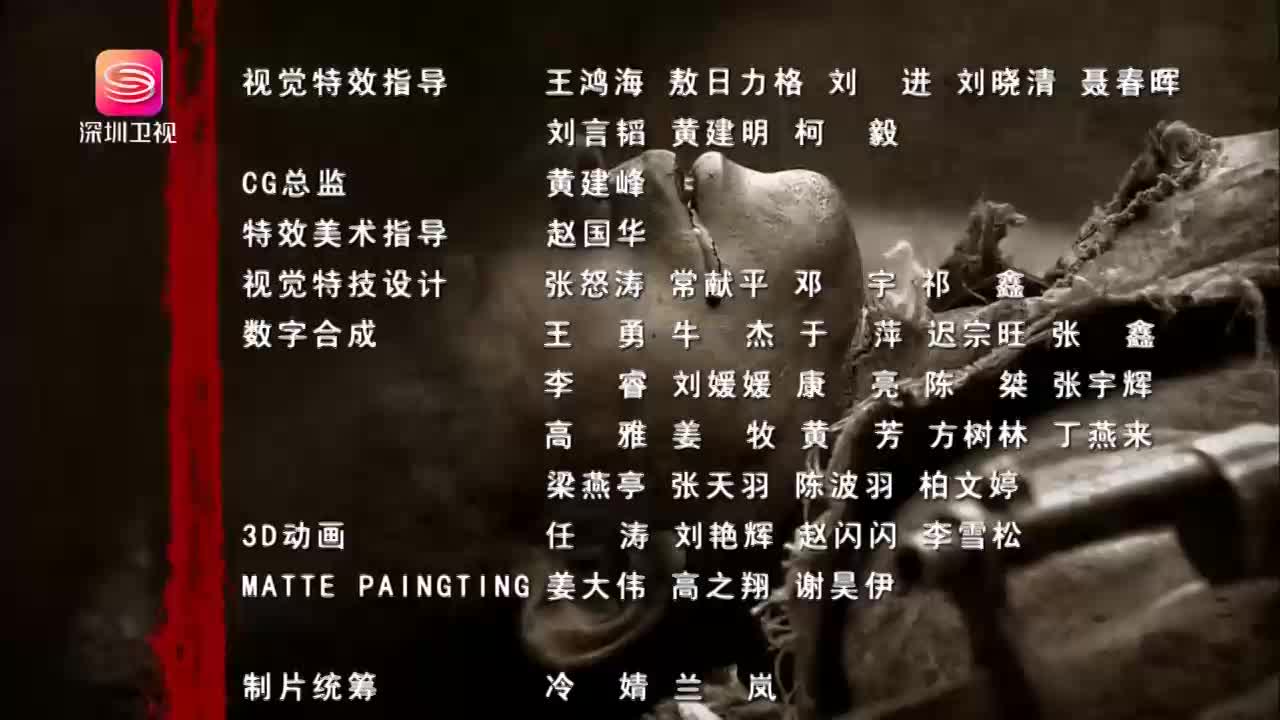 深圳卫视
视觉特效指导 王鸿海 敖日力格 刘 进 刘晓清 聂春晖
刘言韬 黄建明 柯 毅
CG总监 黄建峰
特效美术指导 赵国华
视觉特技设计 张怒涛 常献平 邓 宇 祁 鑫
数字合成 王 勇 牛 杰 于 萍 迟宗旺 张 鑫
李 睿 刘媛媛 康 亮 陈 桀 张宇辉
高 雅 姜 牧 黄 芳 方树林 丁燕来
梁燕亭 张天羽 陈波羽 柏文婷
3D动画 任 涛 刘艳辉 赵闪闪 李雪松
MATTE PAINGTING 姜大伟 高之翔 谢昊伊
制片统筹 冷 婧 兰 岚